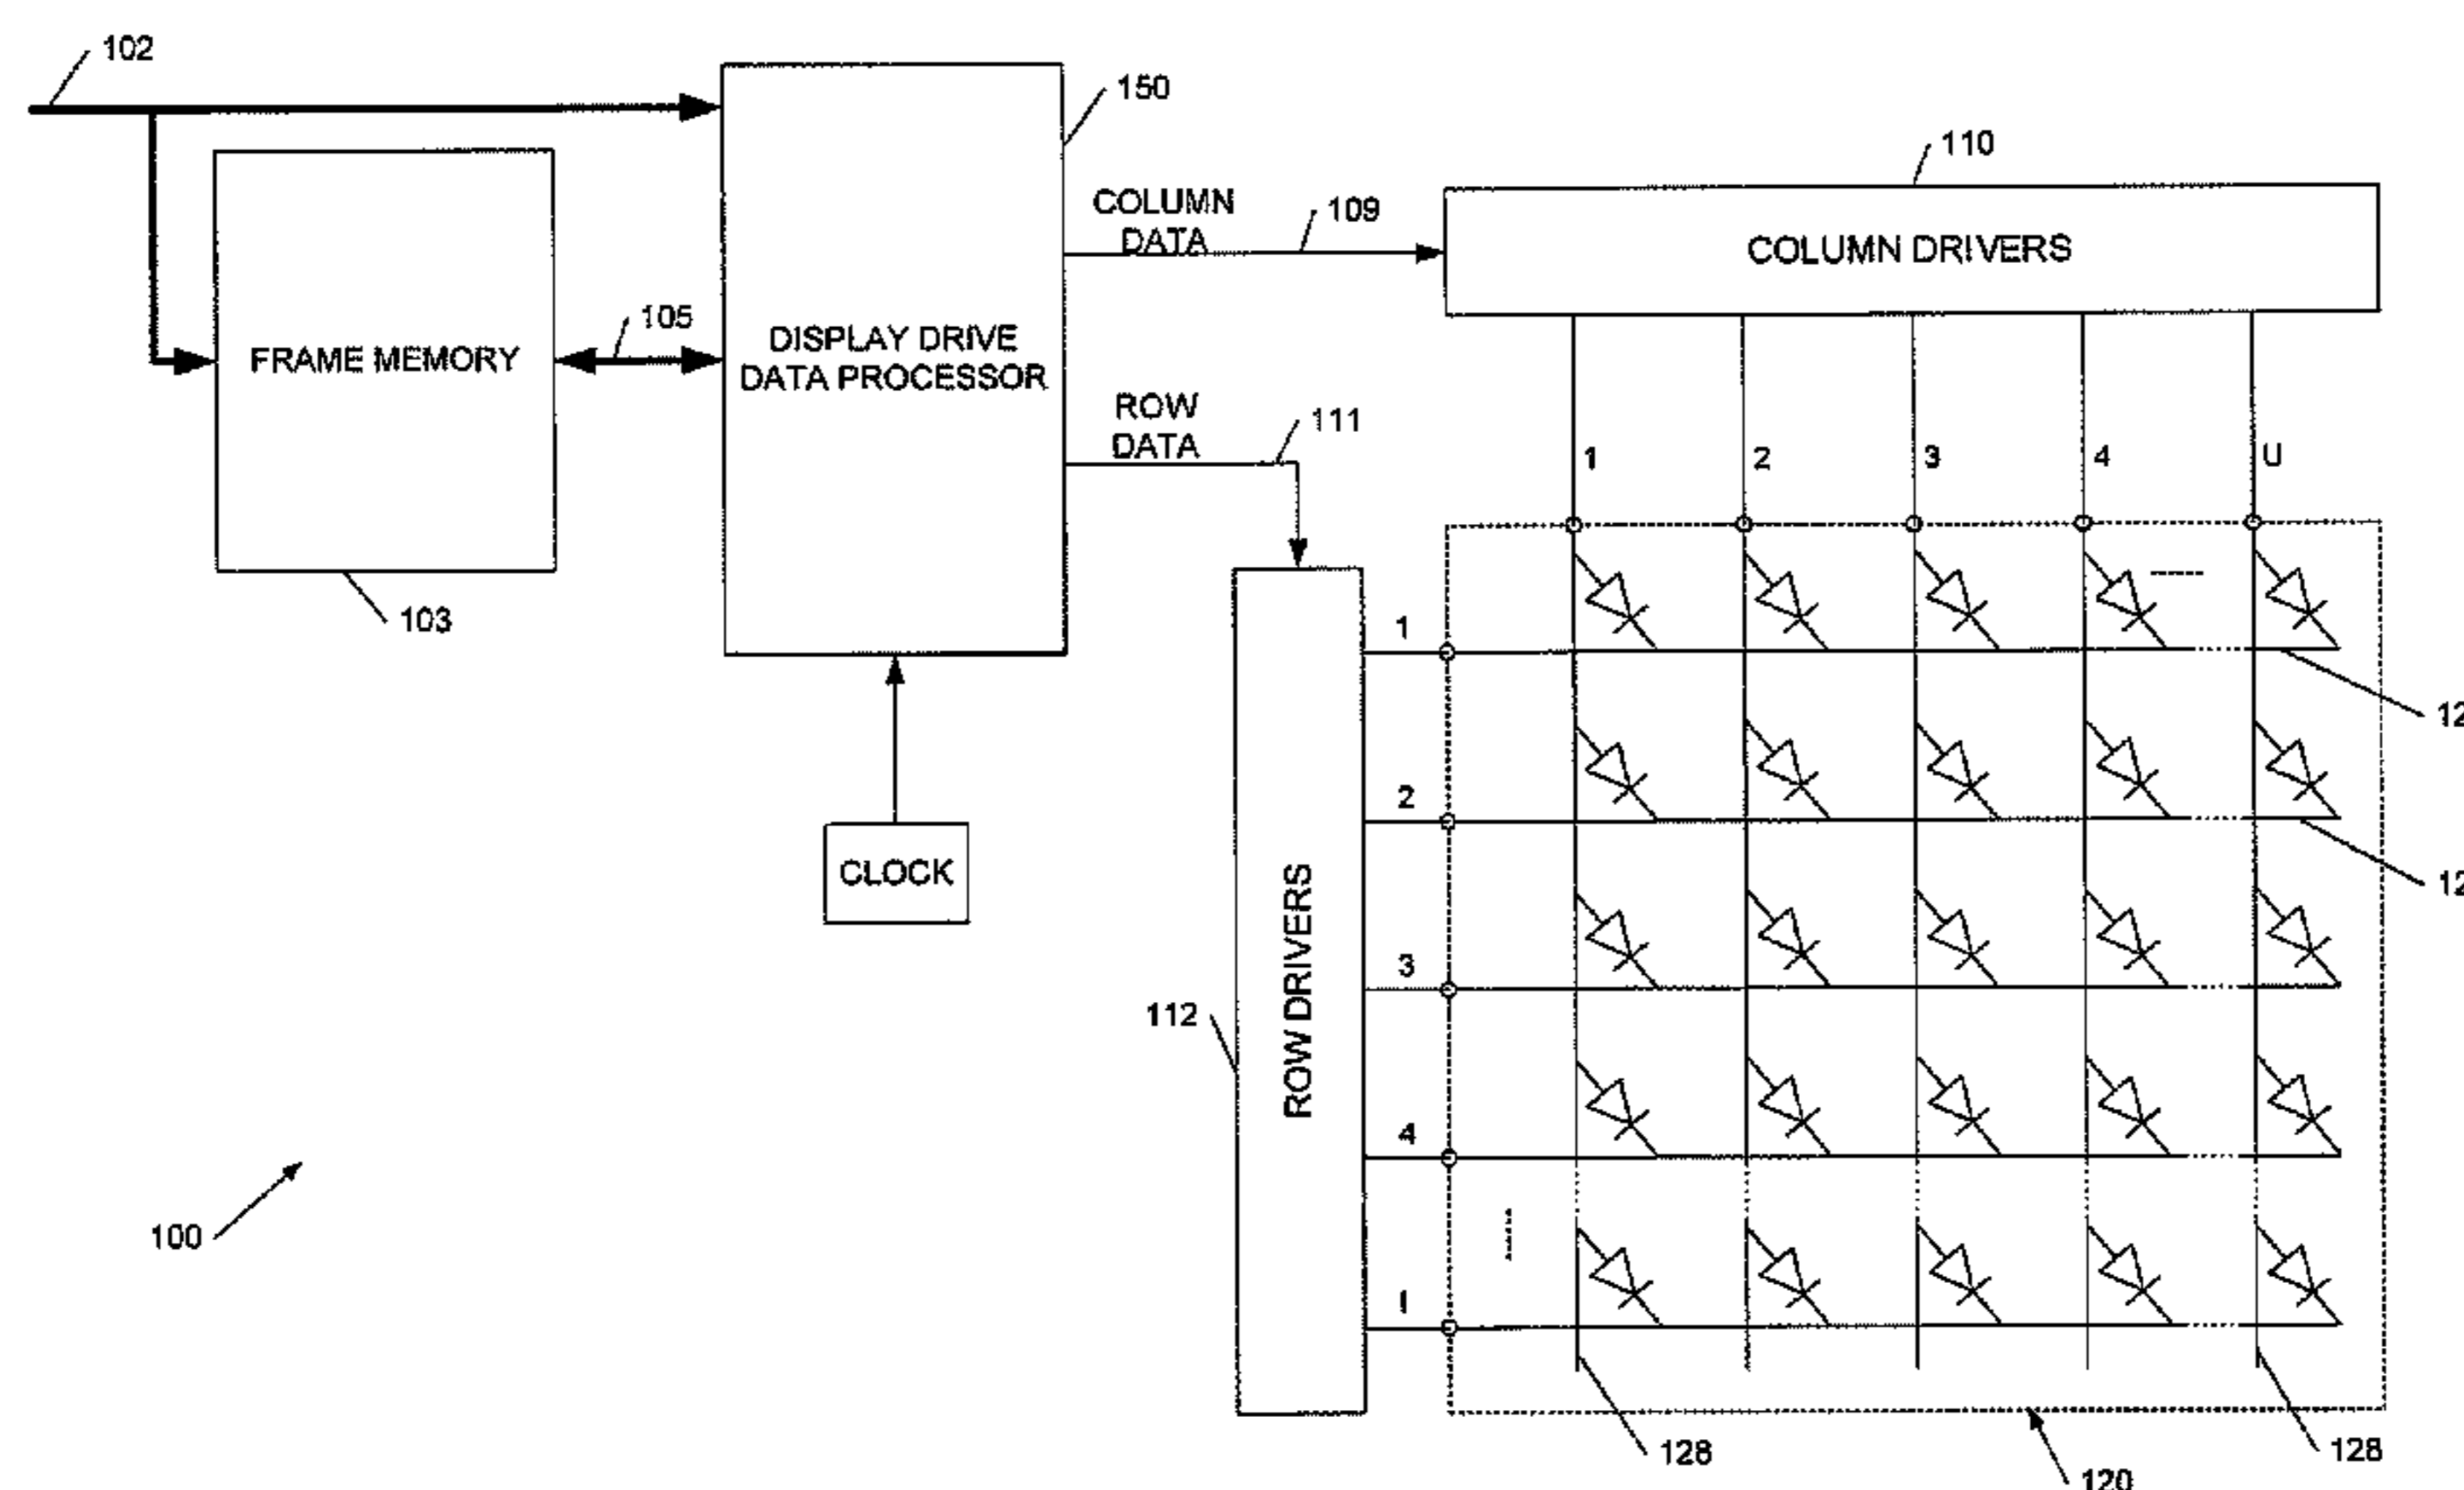 102
150
110
COLUMN
DATA
109
COLUMN DRIVERS
105
FRAME MEMORY
DISPLAY DRIVE
DATA PROCESSOR
ROW
DATA
111
1
2
3
4
U
103
1
2
CLOCK
3
112
ROW DRIVERS
4
100
I
128
128
120